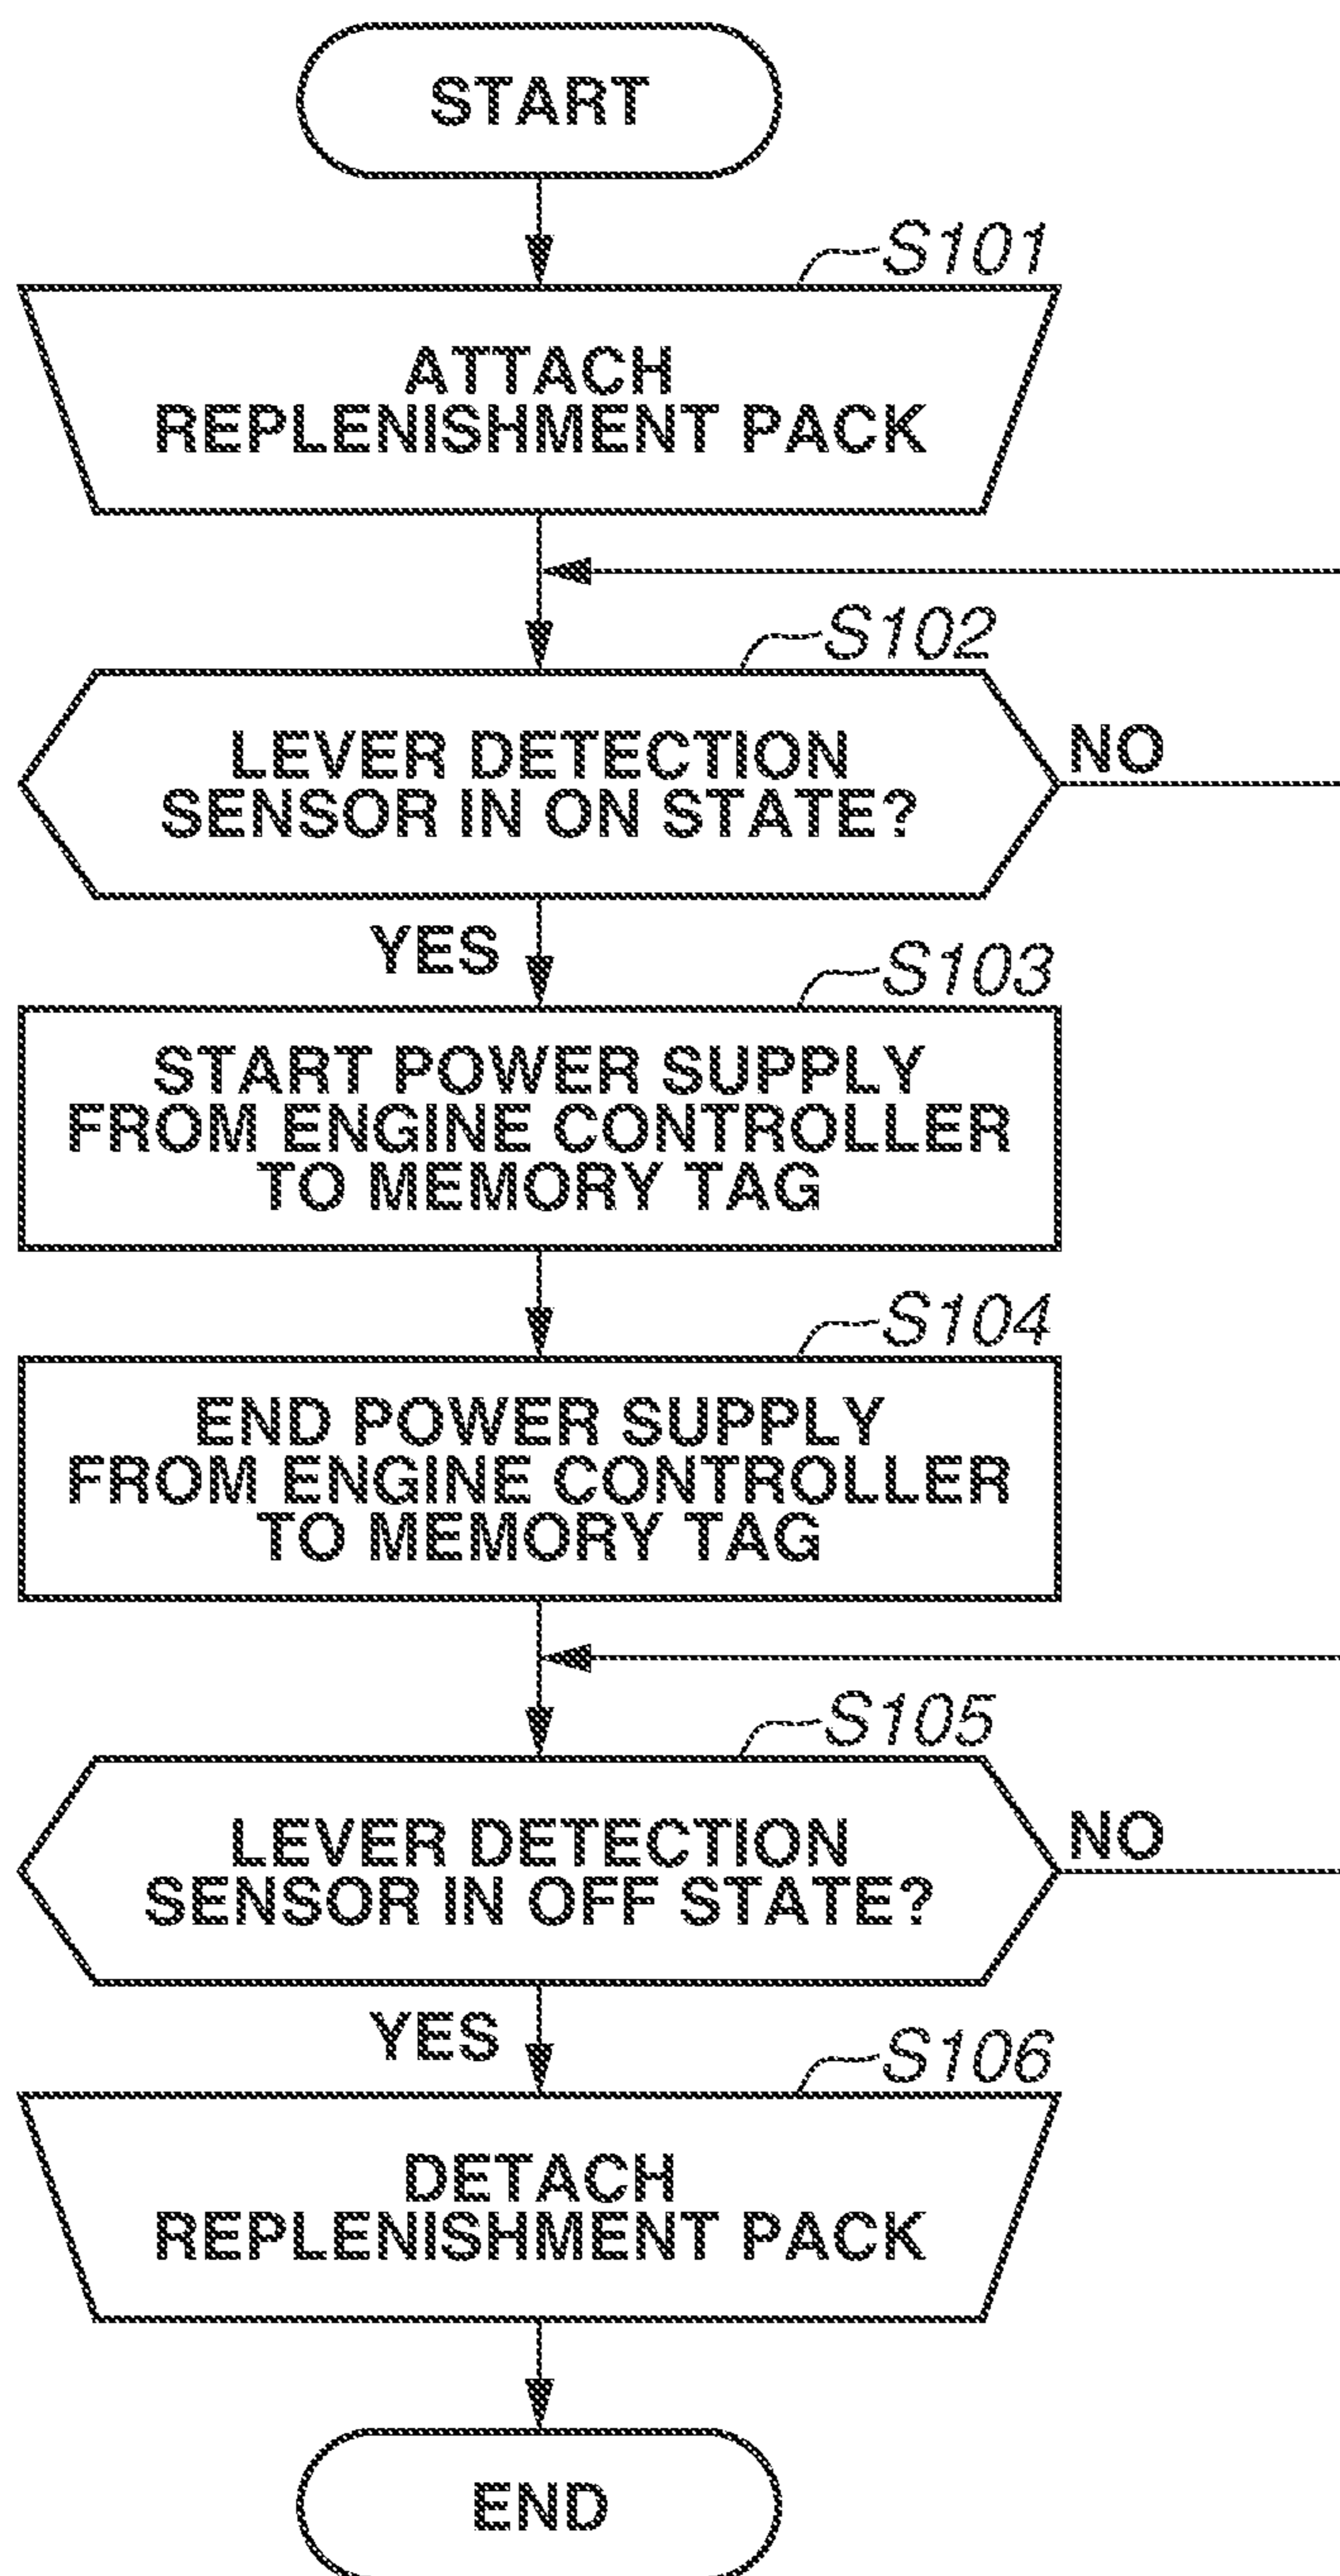 START
S101
ATTACH
REPLENISHMENT PACK
S102
LEVER DETECTION
SENSOR IN ON STATE?
NO
YES
S103
START POWER SUPPLY
FROM ENGINE CONTROLLER
TO MEMORY TAG
S104
END POWER SUPPLY
FROM ENGINE CONTROLLER
TO MEMORY TAG
S105
LEVER DETECTION
SENSOR IN OFF STATE?
NO
YES
S106
DETACH
REPLENISHMENT PACK
END